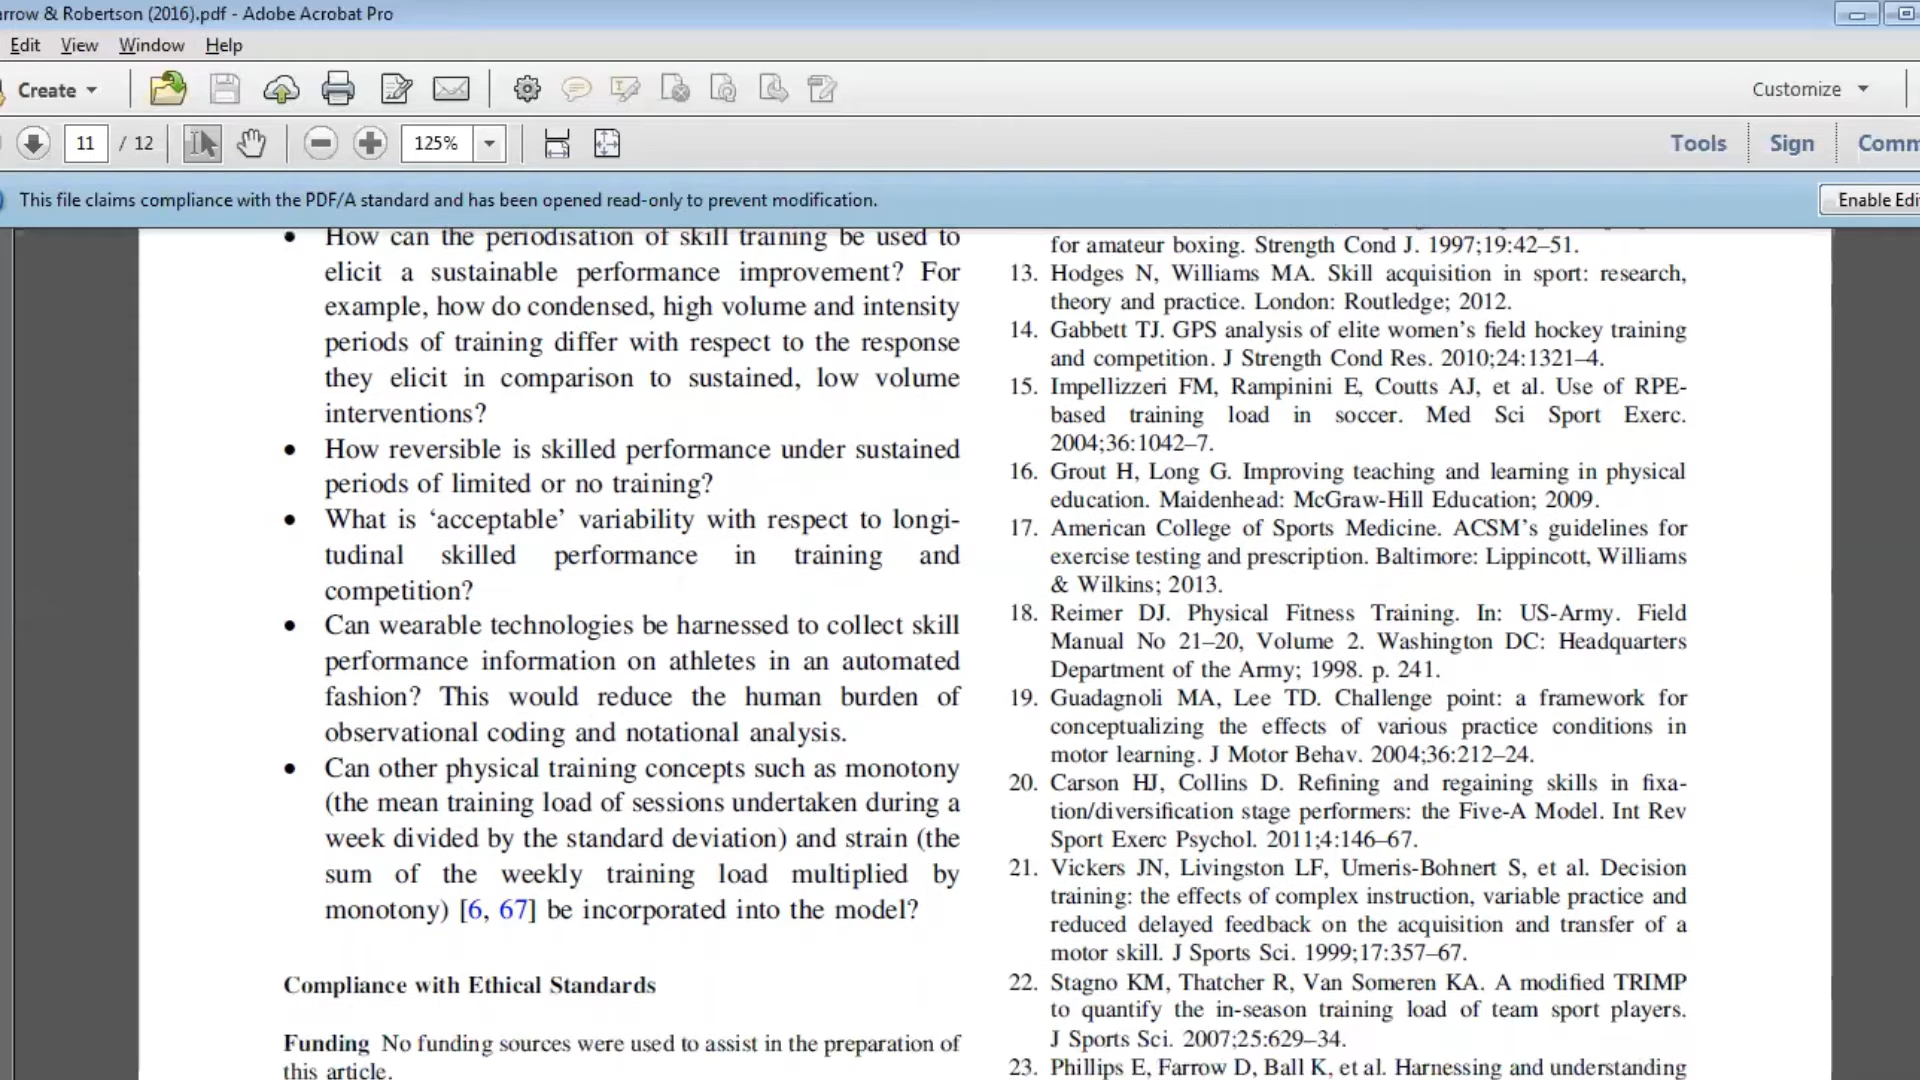 arrow & Robertson (2016).pdf - Adobe Acrobat Pro
Edit View Window Help
Create
Customize
11 / 12
125%
Tools Sign Comm
This file claims compliance with the PDF/A standard and has been opened read-only to prevent modification.
Enable Edi
• How can the periodisation of skill training be used to
elicit a sustainable performance improvement? For
example, how do condensed, high volume and intensity
periods of training differ with respect to the response
they elicit in comparison to sustained, low volume
interventions?
• How reversible is skilled performance under sustained
periods of limited or no training?
• What is ‘acceptable’ variability with respect to longi-
tudinal skilled performance in training and
competition?
• Can wearable technologies be harnessed to collect skill
performance information on athletes in an automated
fashion? This would reduce the human burden of
observational coding and notational analysis.
• Can other physical training concepts such as monotony
(the mean training load of sessions undertaken during a
week divided by the standard deviation) and strain (the
sum of the weekly training load multiplied by
monotony) [6, 67] be incorporated into the model?
Compliance with Ethical Standards
Funding No funding sources were used to assist in the preparation of
this article.
for amateur boxing. Strength Cond J. 1997;19:42–51.
13. Hodges N, Williams MA. Skill acquisition in sport: research,
theory and practice. London: Routledge; 2012.
14. Gabbett TJ. GPS analysis of elite women’s field hockey training
and competition. J Strength Cond Res. 2010;24:1321–4.
15. Impellizzeri FM, Rampinini E, Coutts AJ, et al. Use of RPE-
based training load in soccer. Med Sci Sport Exerc.
2004;36:1042–7.
16. Grout H, Long G. Improving teaching and learning in physical
education. Maidenhead: McGraw-Hill Education; 2009.
17. American College of Sports Medicine. ACSM’s guidelines for
exercise testing and prescription. Baltimore: Lippincott, Williams
& Wilkins; 2013.
18. Reimer DJ. Physical Fitness Training. In: US-Army. Field
Manual No 21–20, Volume 2. Washington DC: Headquarters
Department of the Army; 1998. p. 241.
19. Guadagnoli MA, Lee TD. Challenge point: a framework for
conceptualizing the effects of various practice conditions in
motor learning. J Motor Behav. 2004;36:212–24.
20. Carson HJ, Collins D. Refining and regaining skills in fixa-
tion/diversification stage performers: the Five-A Model. Int Rev
Sport Exerc Psychol. 2011;4:146–67.
21. Vickers JN, Livingston LF, Umeris-Bohnert S, et al. Decision
training: the effects of complex instruction, variable practice and
reduced delayed feedback on the acquisition and transfer of a
motor skill. J Sports Sci. 1999;17:357–67.
22. Stagno KM, Thatcher R, Van Someren KA. A modified TRIMP
to quantify the in-season training load of team sport players.
J Sports Sci. 2007;25:629–34.
23. Phillips E, Farrow D, Ball K, et al. Harnessing and understanding